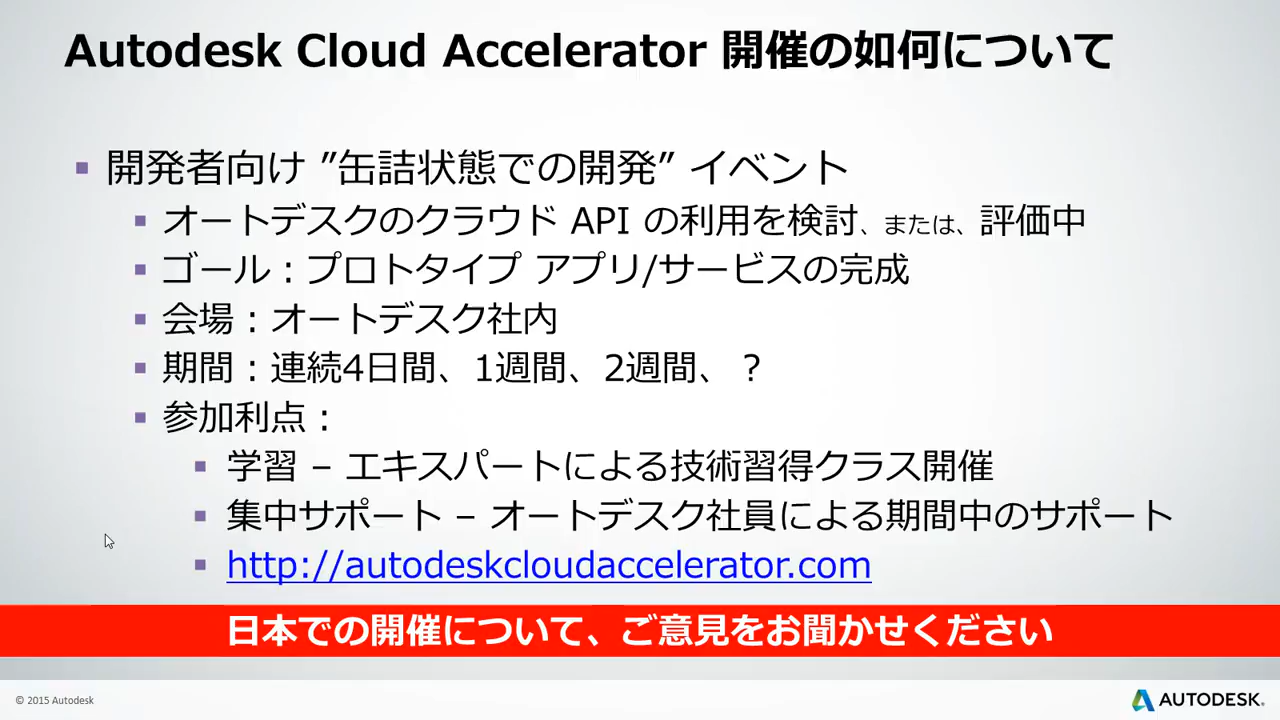 Autodesk Cloud Accelerator 開催の如何について
開発者向け ”缶詰状態での開発” イベント
オートデスクのクラウド API の利用を検討、または、評価中
ゴール：プロトタイプ アプリ/サービスの完成
会場：オートデスク社内
期間：連続4日間、1週間、2週間、？
参加利点：
学習 – エキスパートによる技術習得クラス開催
集中サポート – オートデスク社員による期間中のサポート
http://autodeskcloudaccelerator.com
日本での開催について、ご意見をお聞かせください
© 2015 Autodesk
AUTODESK.